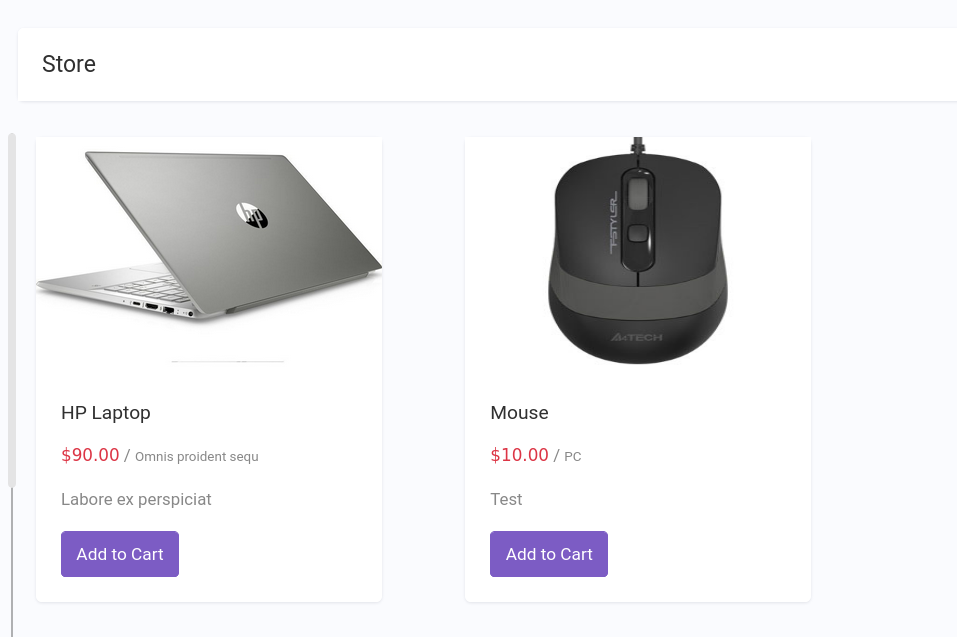 Store
hp
FSTYLER
A4TECH
HP Laptop
$90.00 / Omnis proident sequ
Labore ex perspiciat
Add to Cart
Mouse
$10.00 / PC
Test
Add to Cart